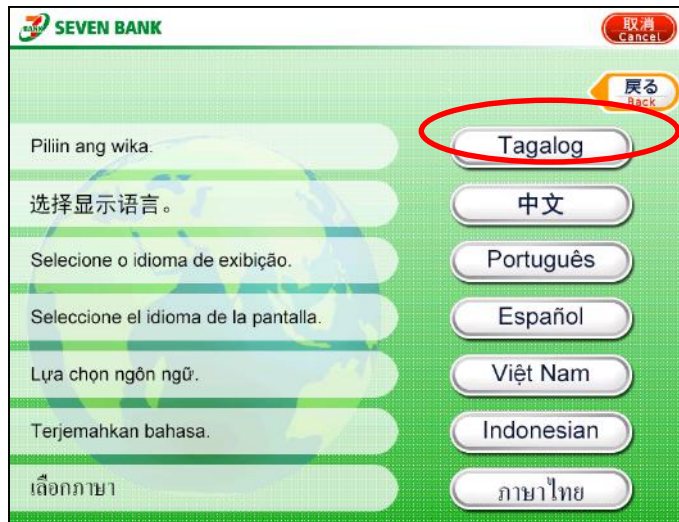 BANK SEVEN BANK
取消
Cancel
戻る
Back
Piliin ang wika. Tagalog
选择显示语言。 中文
Selecione o idioma de exibição. Português
Seleccione el idioma de la pantalla. Español
Lựa chọn ngôn ngữ. Việt Nam
Terjemahkan bahasa. Indonesian
เลือกภาษา ภาษาไทย